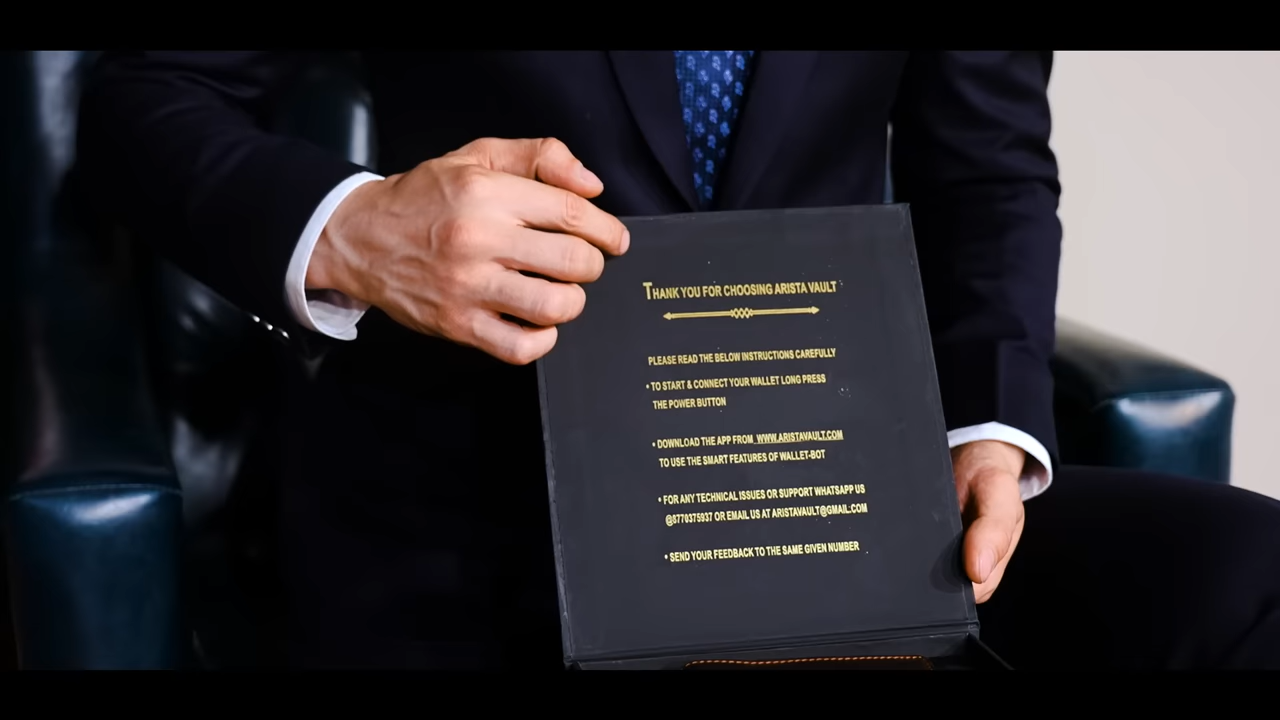 THANK YOU FOR CHOOSING ARISTA VAULT
PLEASE READ THE BELOW INSTRUCTIONS CAREFULLY
• TO START & CONNECT YOUR WALLET LONG PRESS
THE POWER BUTTON
• DOWNLOAD THE APP FROM WWW.ARISTAVAULT.COM
TO USE THE SMART FEATURES OF WALLET-BOT
• FOR ANY TECHNICAL ISSUES OR SUPPORT WHATSAPP US
@8770375937 OR EMAIL US AT ARISTAVAULT@GMAIL.COM
• SEND YOUR FEEDBACK TO THE SAME GIVEN NUMBER